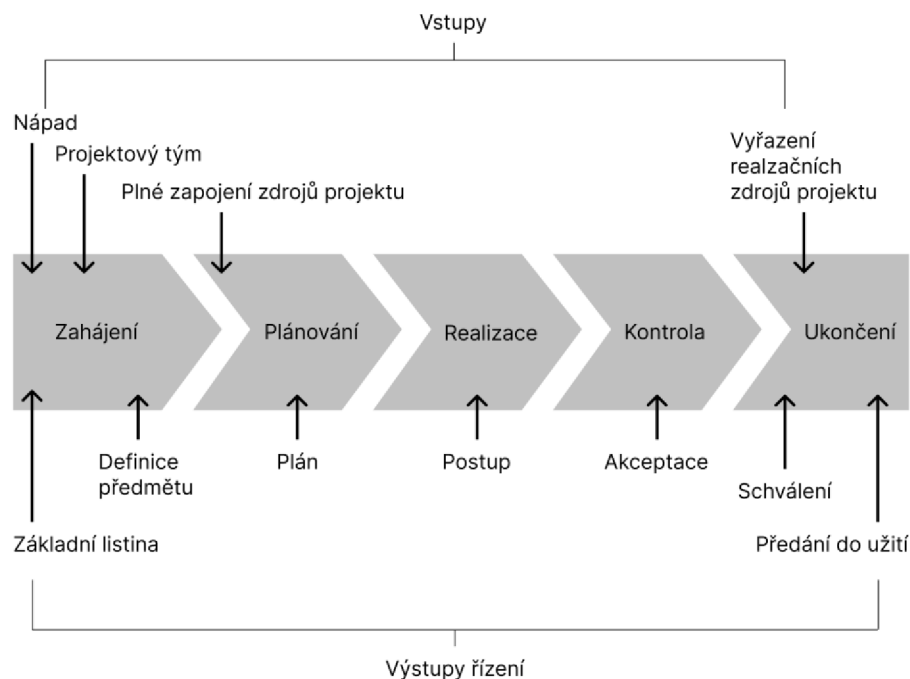 Vstupy
Nápad
Projektový tým
Plné zapojení zdrojů projektu
Vyřazení
realzačních
zdrojů projektu
Zahájení
Plánování
Realizace
Kontrola
Ukončení
Definice
předmětu
Plán
Postup
Akceptace
Schválení
Základní listina
Předání do užití
Výstupy řízení